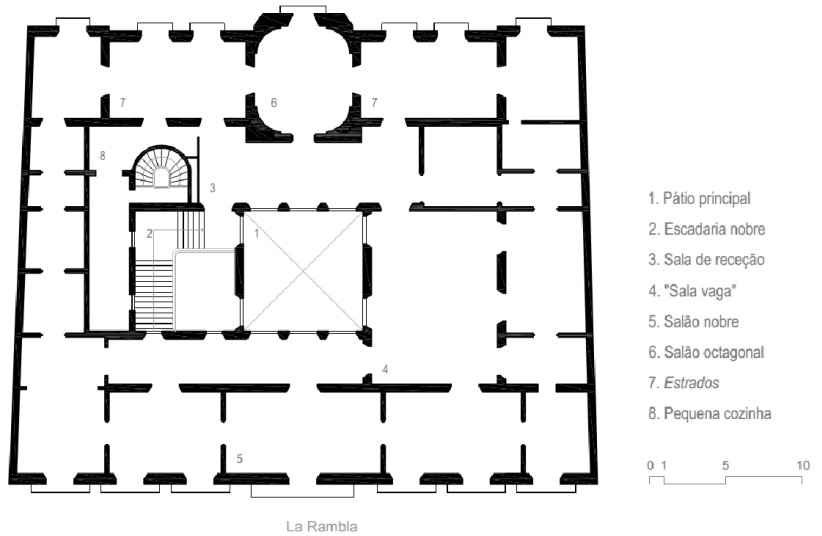 7
6
7
8
3
2
1
4
5
La Rambla
1. Pátio principal
2. Escadaria nobre
3. Sala de receção
4. "Sala vaga"
5. Salão nobre
6. Salão octagonal
7. Estrados
8. Pequena cozinha
0 1 5 10